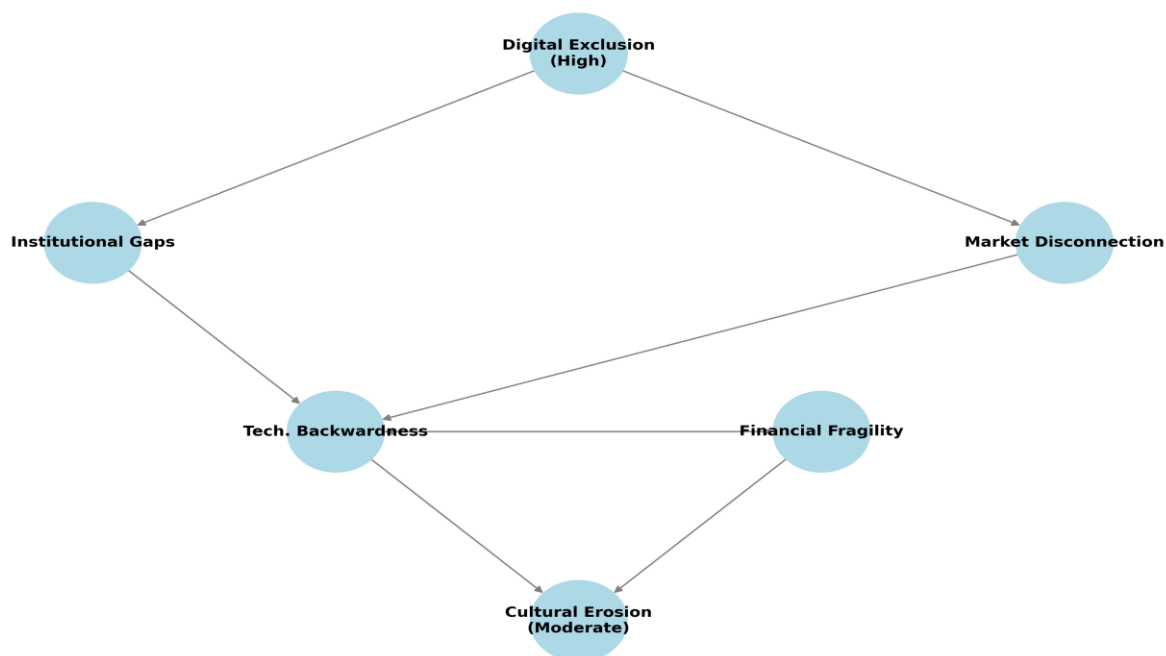 Digital Exclusion
(High)
Institutional Gaps
Market Disconnection
Tech. Backwardness
Financial Fragility
Cultural Erosion
(Moderate)